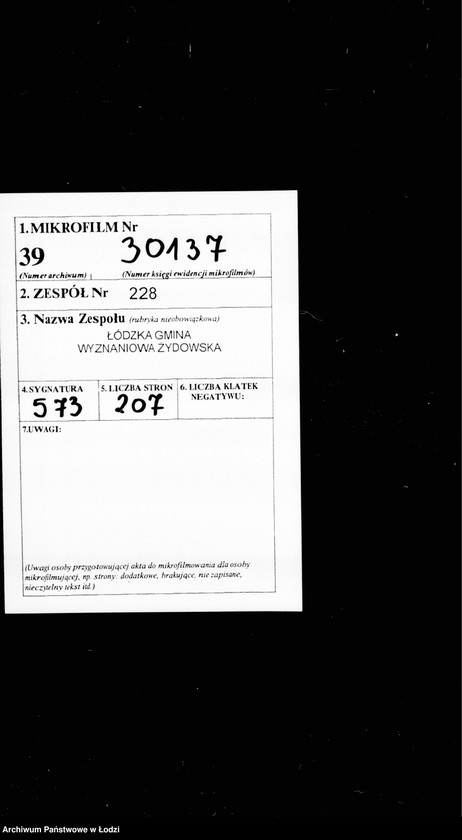 1. MIKROFILM Nr
39 30137
(Numer archiwum) (Numer księgi ewidencji mikrofilmów)
2. ZESPÓŁ Nr 228
3. Nazwa Zespołu (rubryka nieobowiązkowa)
ŁÓDZKA GMINA
WYZNANIOWA ŻYDOWSKA
4. SYGNATURA 5. LICZBA STRON 6. LICZBA KLATEK
NEGATYWU:
573 207
7. UWAGI:
(Uwagi osoby przygotowującej akta do mikrofilmowania dla osoby
mikrofilmującej, np. strony: dodatkowe, brakujące, nie zapisane,
nieczytelny tekst itd.)
Archiwum Państwowe w Łodzi